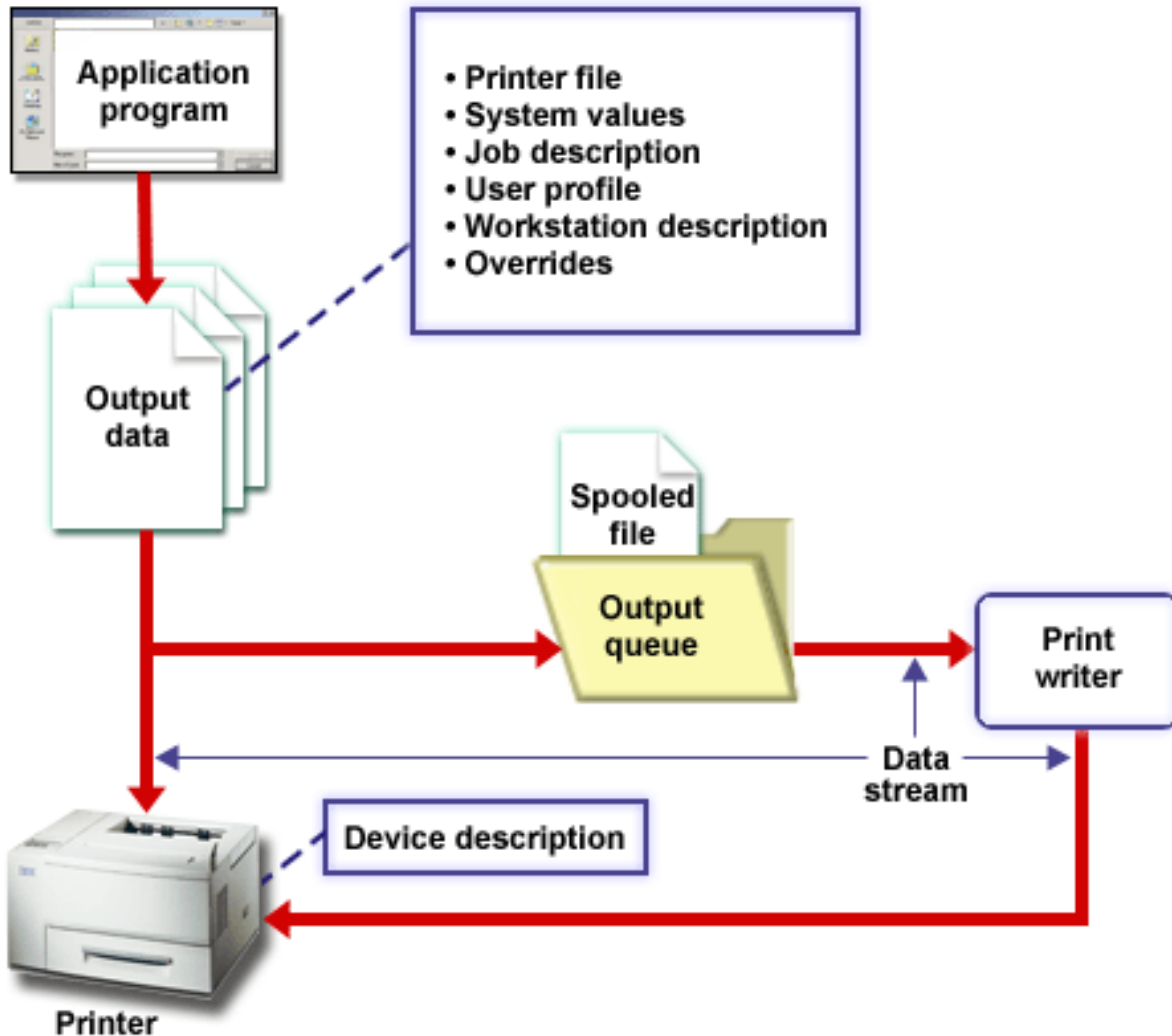 Application
program
• Printer file
• System values
• Job description
• User profile
• Workstation description
• Overrides
Output
data
Spooled
file
Output
queue
Print
writer
Data
stream
Device description
Printer